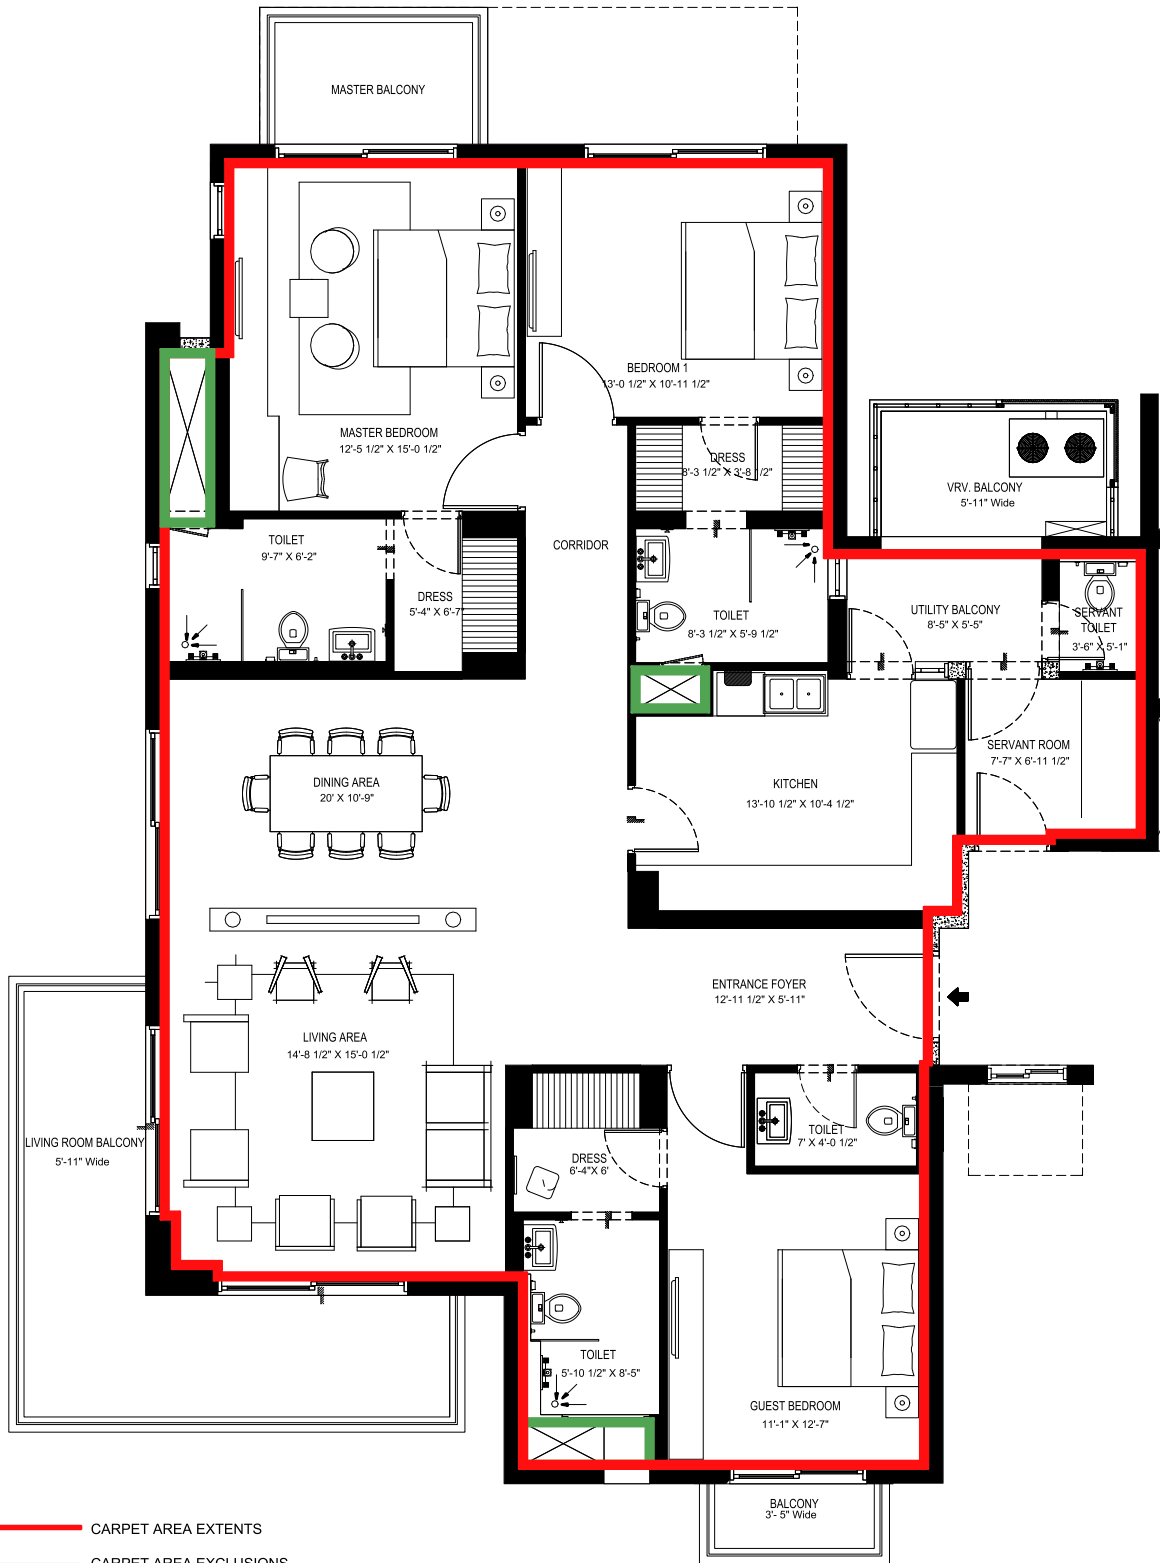 MASTER BALCONY
BEDROOM 1
13'-0 1/2" X 10'-11 1/2"
MASTER BEDROOM
12'-5 1/2" X 15'-0 1/2"
DRESS
8'-3 1/2" X 3'-8 1/2"
VRV. BALCONY
5'-11" Wide
TOILET
9'-7" X 6'-2"
CORRIDOR
DRESS
5'-4" X 6'-7"
TOILET
8'-3 1/2" X 5'-9 1/2"
UTILITY BALCONY
8'-5" X 5'-5"
SERVANT
TOILET
3'-6" X 5'-1"
SERVANT ROOM
7'-7" X 6'-11 1/2"
DINING AREA
20' X 10'-9"
KITCHEN
13'-10 1/2" X 10'-4 1/2"
ENTRANCE FOYER
12'-11 1/2" X 5'-11"
LIVING AREA
14'-8 1/2" X 15'-0 1/2"
LIVING ROOM BALCONY
5'-11" Wide
TOILET
7' X 4'-0 1/2"
DRESS
6'-4"X 6'
TOILET
5'-10 1/2" X 8'-5"
GUEST BEDROOM
11'-1" X 12'-7"
BALCONY
3'- 5" Wide
CARPET AREA EXTENTS
CARPET AREA EXCLUSIONS